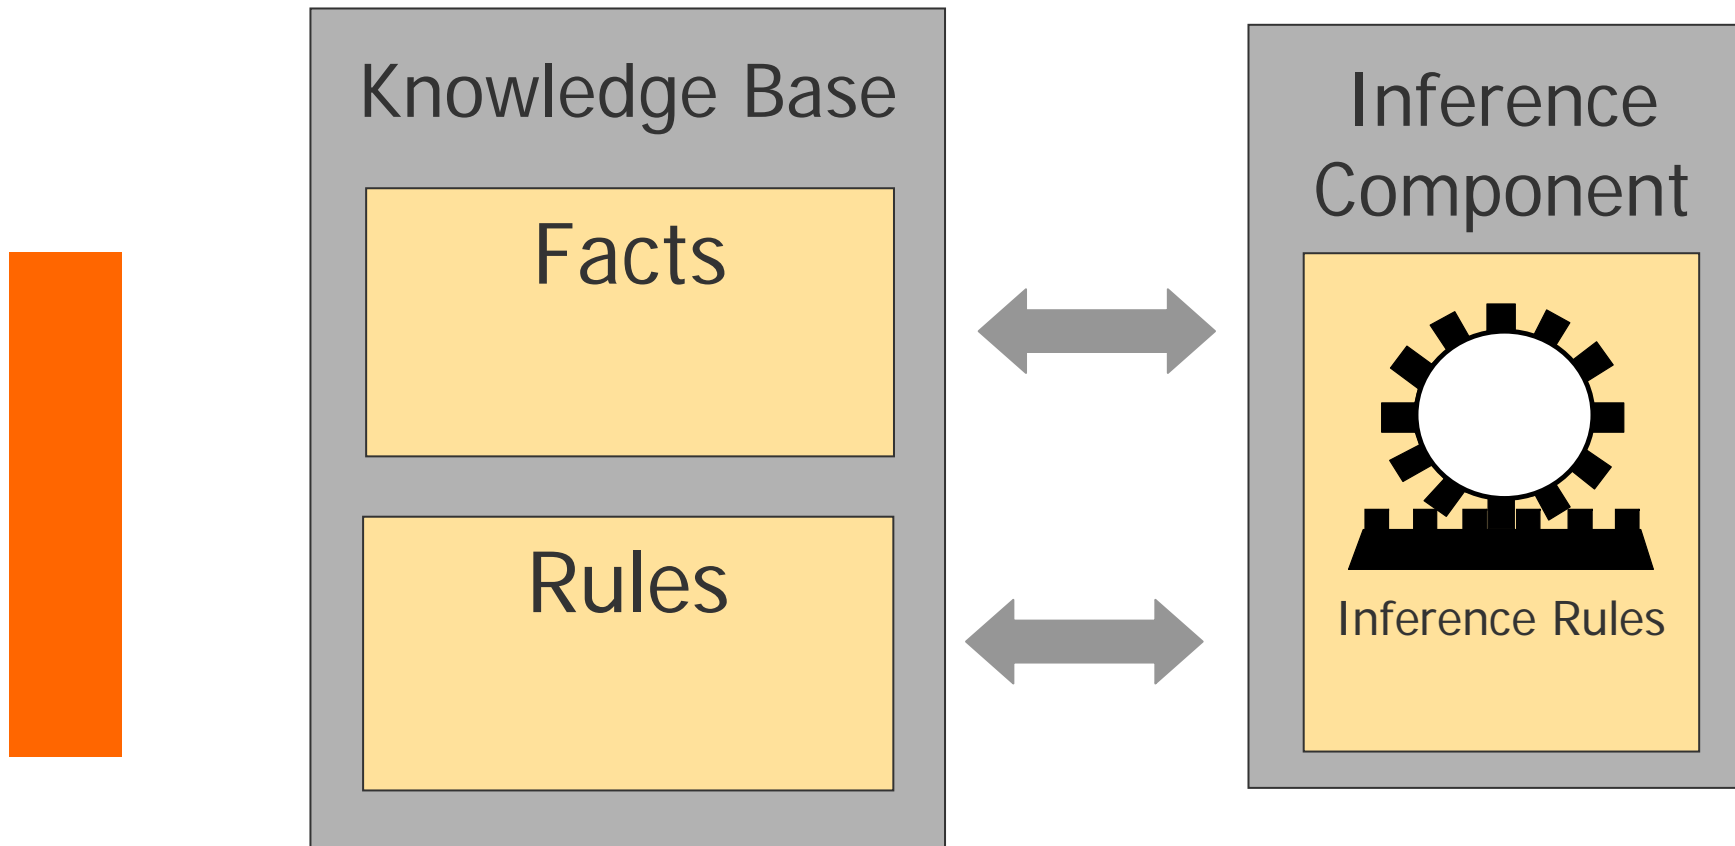 Knowledge Base
Facts
Rules
Inference
Component
Inference Rules